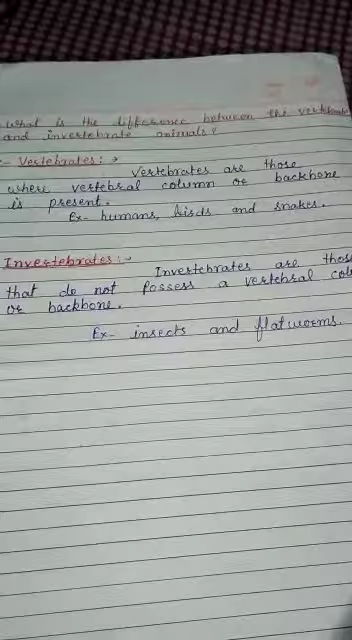 What is the difference between the vertebrate
and invertebrate animals?
Vertebrates : →
Vertebrates are those
where vertebral column or backbone
is present.
Ex- humans, birds and snakes.
Invertebrates : -
Invertebrates are thos
that do not possess a vertebral col
or backbone.
Ex- insects and flatworms.